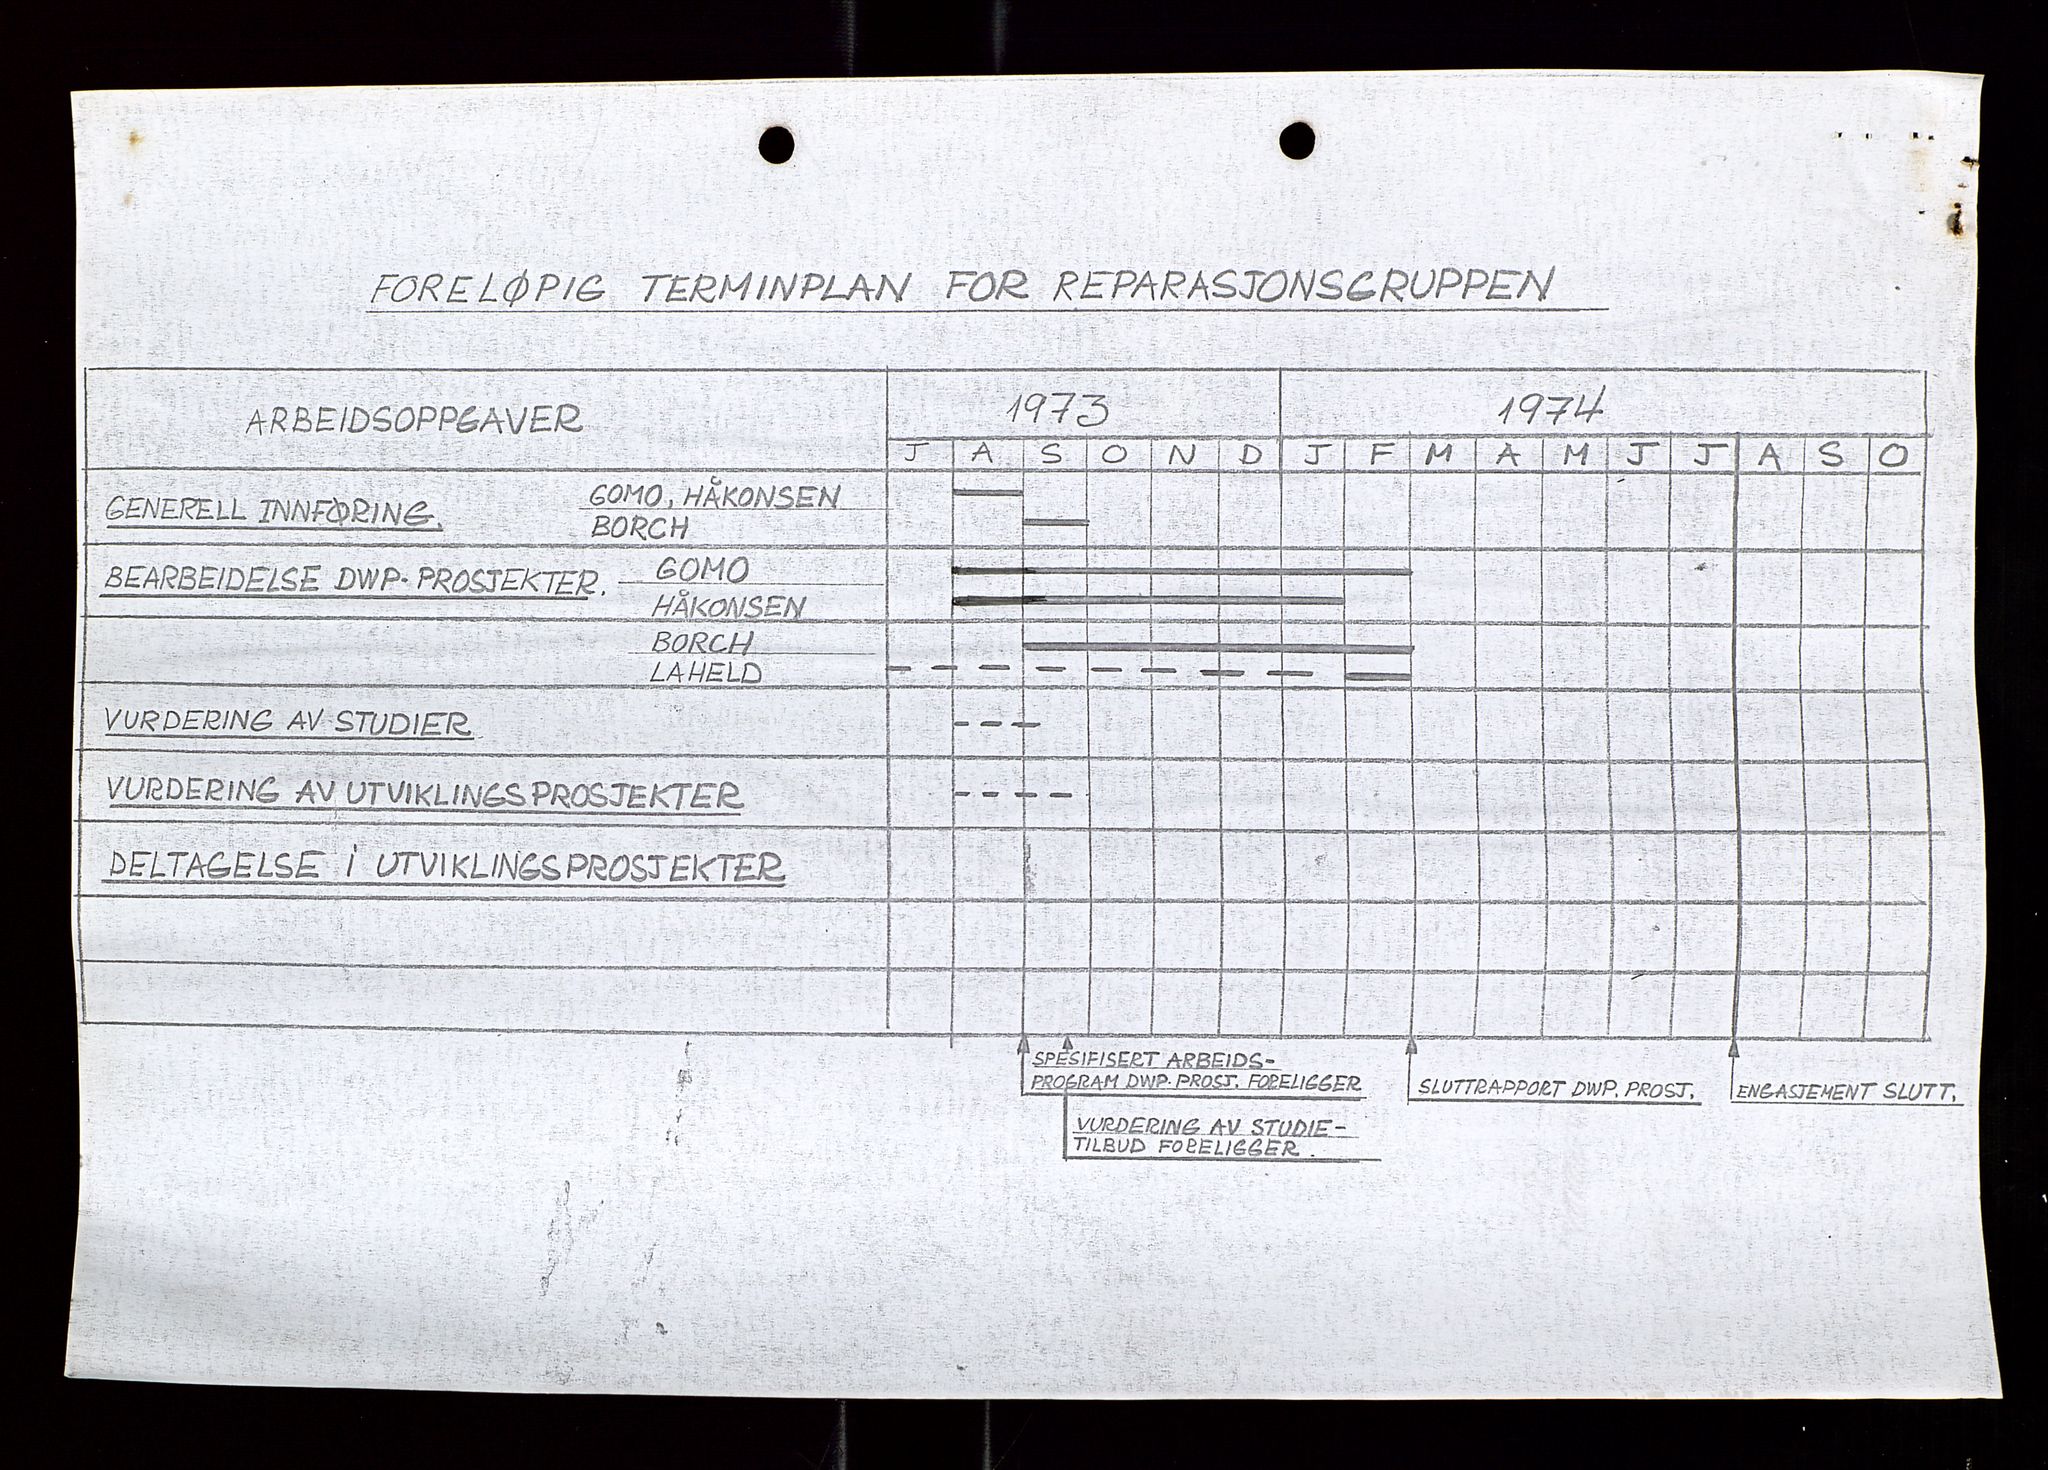 FORELØPIG TERMINPLAN FOR REPARASJONSGRUPPEN
ARBEIDSOPPGAVER
1973
1974
J A S O N D J F M A M J J A S O
GENERELL INNFØRING.
GOMO, HÅKONSEN
BORCH
BEARBEIDELSE DWP-PROSJEKTER.
GOMO
HÅKONSEN
BORCH
LAHELD
VURDERING AV STUDIER
VURDERING AV UTVIKLINGSPROSJEKTER
DELTAGELSE I UTVIKLINGSPROSJEKTER
SPESIFISERT ARBEIDS-
PROGRAM DWP. PROSJ. FORELIGGER
VURDERING AV STUDIE-
TILBUD FORELIGGER.
SLUTTRAPPORT DWP. PROSJ.
ENGASJEMENT SLUTT.